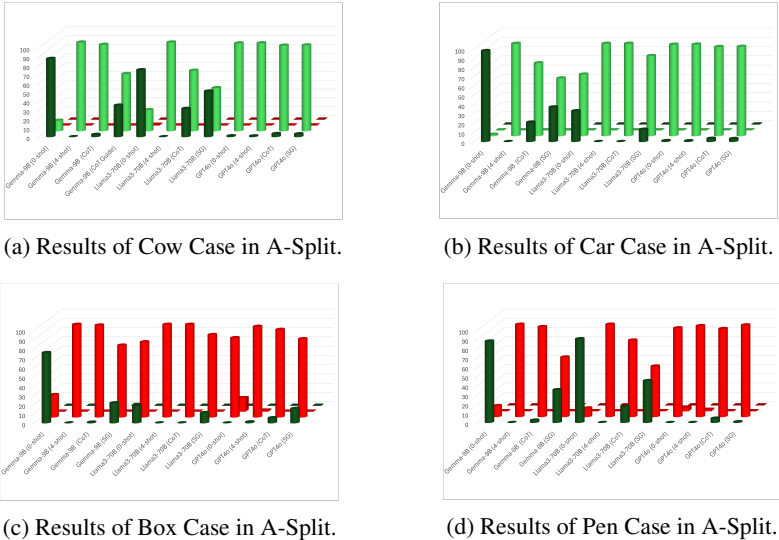 100
90
80
70
60
50
40
30
20
10
0
Gemma-9B (0-shot)
Gemma-9B (4-shot)
Gemma-9B (CoT)
Gemma-9B (Cot Guide)
Llama3-70B (0-shot)
Llama3-70B (4-shot)
Llama3-70B (CoT)
Llama3-70B (SG)
GPT4o (0-shot)
GPT4o (4-shot)
GPT4o (CoT)
GPT4o (SG)
(a) Results of Cow Case in A-Split.
100
90
80
70
60
50
40
30
20
10
0
Gemma-9B (0-shot)
Gemma-9B (4-shot)
Gemma-9B (CoT)
Gemma-9B (SG)
Llama3-70B (0-shot)
Llama3-70B (4-shot)
Llama3-70B (CoT)
Llama3-70B (SG)
GPT4o (0-shot)
GPT4o (4-shot)
GPT4o (CoT)
GPT4o (SG)
(b) Results of Car Case in A-Split.
100
90
80
70
60
50
40
30
20
10
0
Gemma-9B (0-shot)
Gemma-9B (4-shot)
Gemma-9B (CoT)
Gemma-9B (SG)
Llama3-70B (0-shot)
Llama3-70B (4-shot)
Llama3-70B (CoT)
Llama3-70B (SG)
GPT4o (0-shot)
GPT4o (4-shot)
GPT4o (CoT)
GPT4o (SG)
(c) Results of Box Case in A-Split.
100
90
80
70
60
50
40
30
20
10
0
Gemma-9B (0-shot)
Gemma-9B (4-shot)
Gemma-9B (CoT)
Gemma-9B (SG)
Llama3-70B (0-shot)
Llama3-70B (4-shot)
Llama3-70B (CoT)
Llama3-70B (SG)
GPT4o (0-shot)
GPT4o (4-shot)
GPT4o (CoT)
GPT4o (SG)
(d) Results of Pen Case in A-Split.